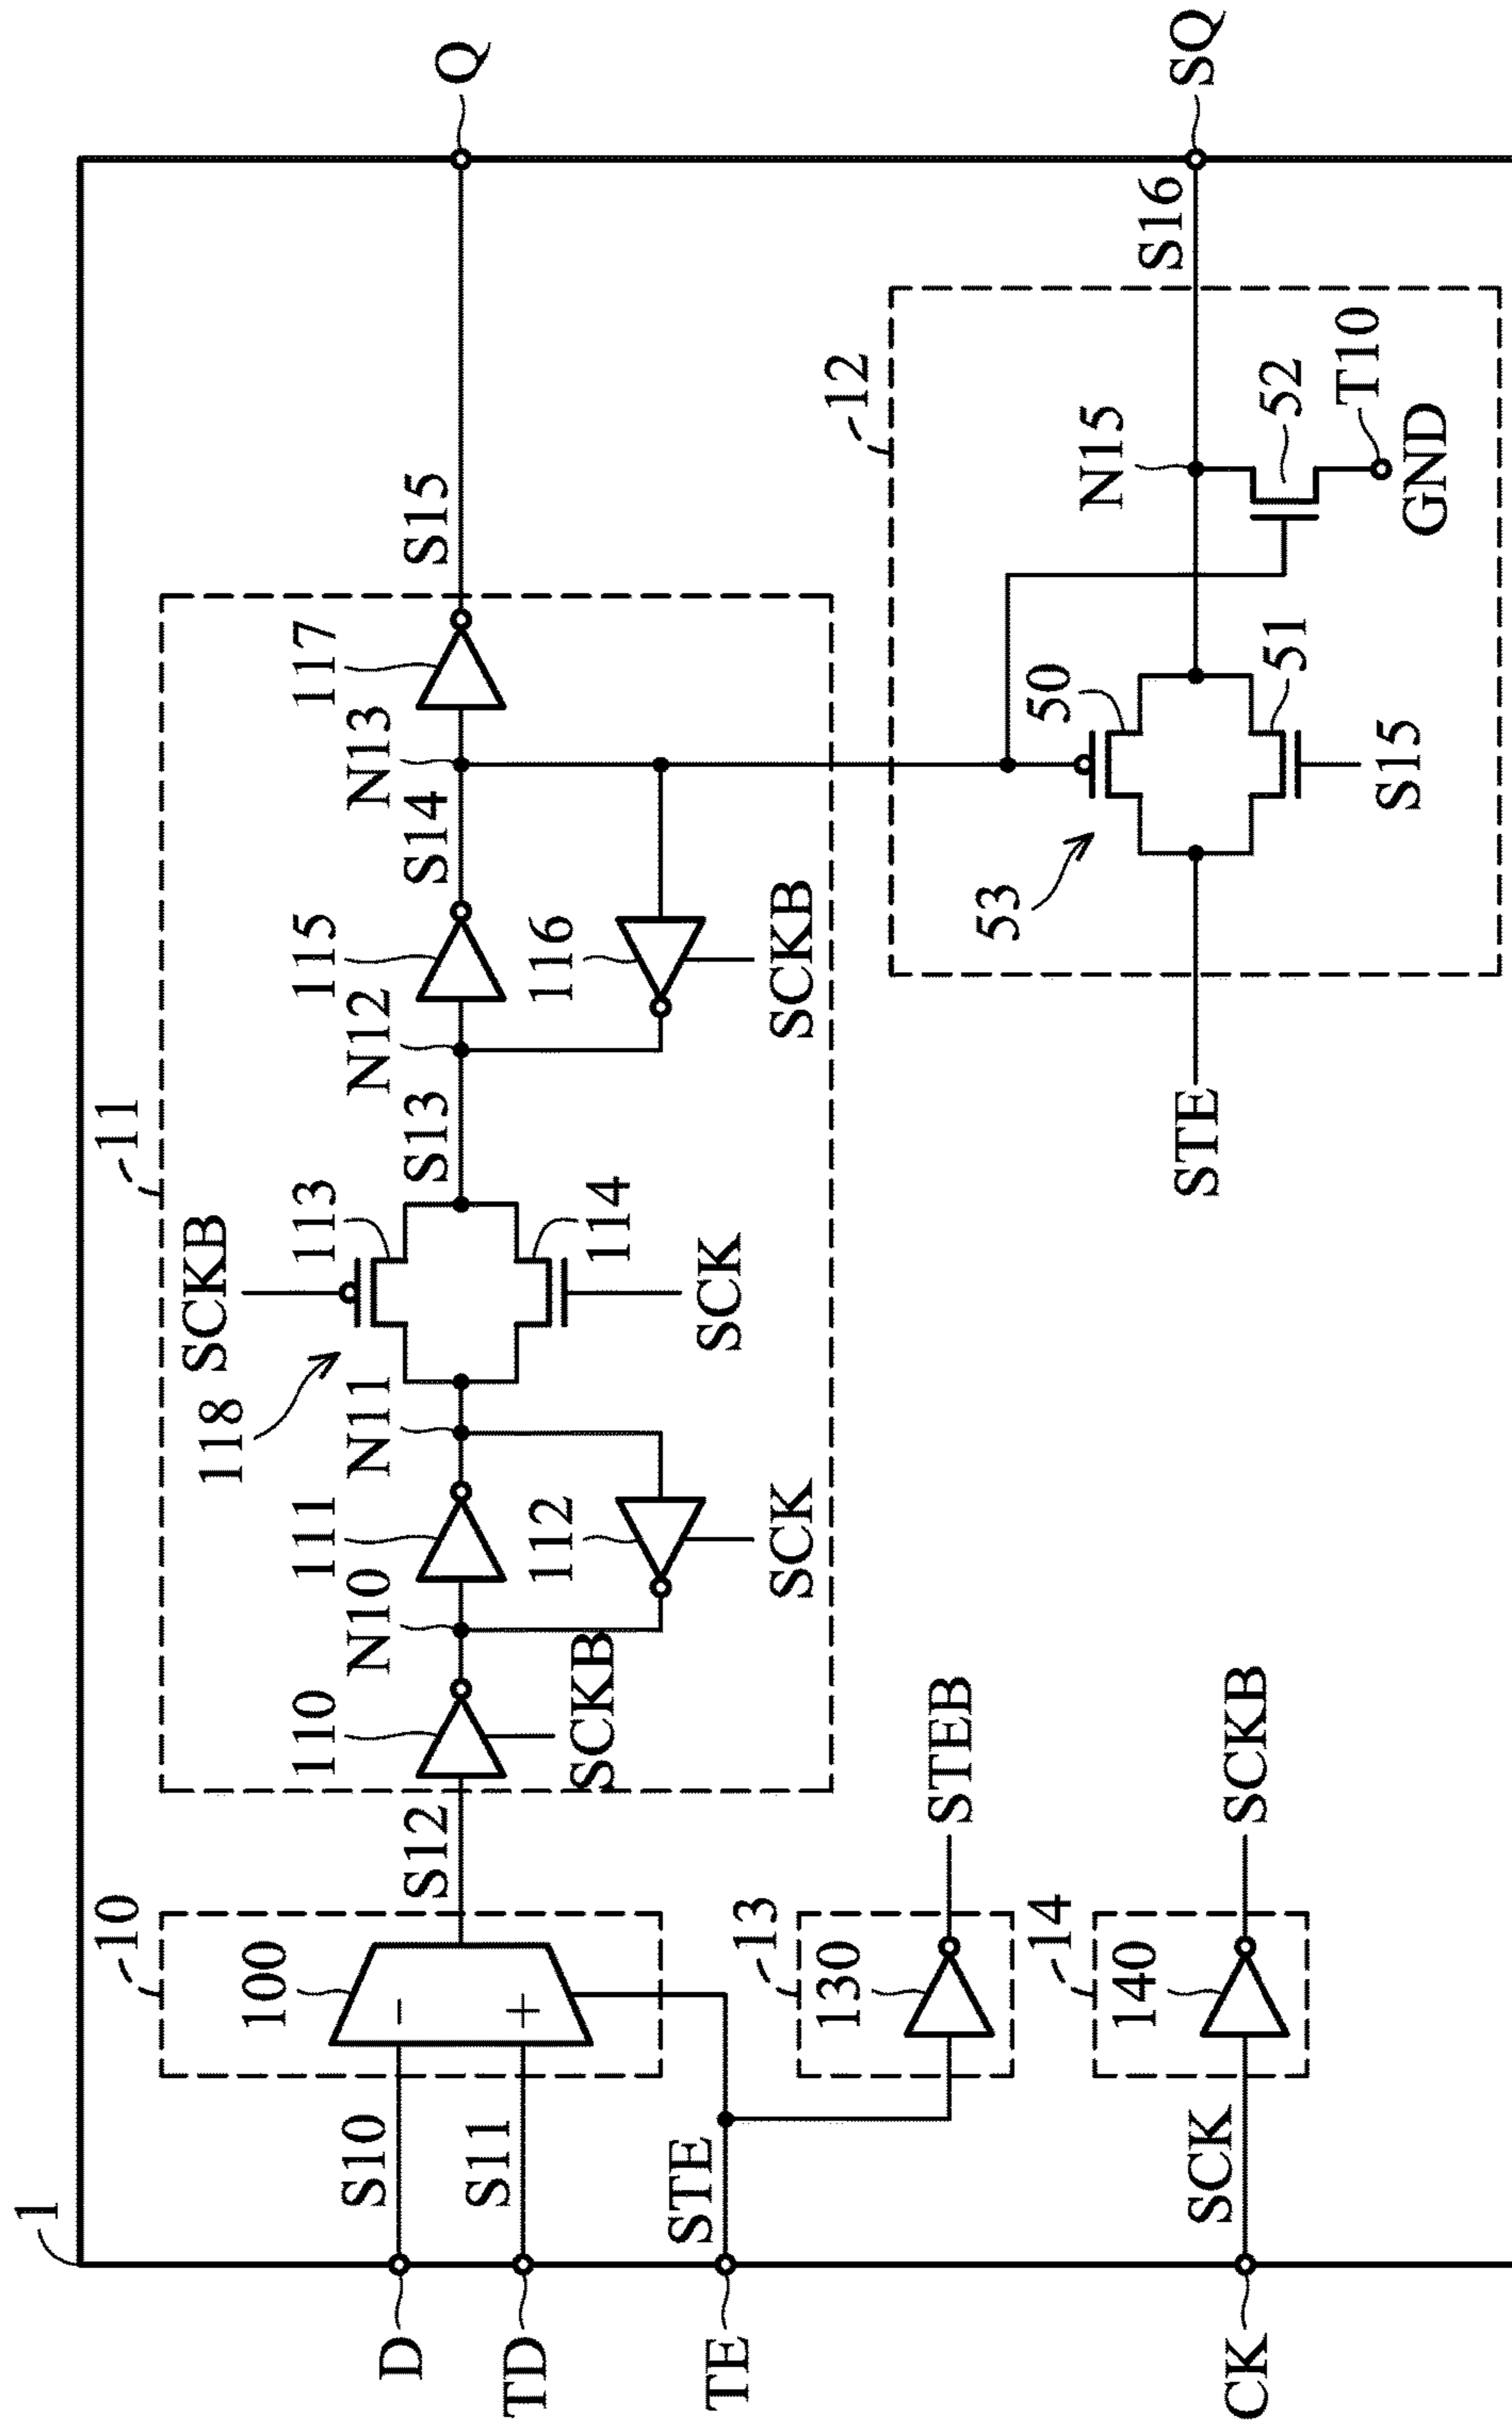 1
D
TD
TE
CK
S10
S11
STE
SCK
10
100
−
+
13
130
STEB
14
140
SCKB
S12
11
110
SCKB
N10
111
112
SCK
N11
118
SCKB
113
114
SCK
S13
N12
115
116
SCKB
S14
N13
117
S15
Q
12
STE
53
50
51
S15
N15
52
T10
GND
S16
SQ